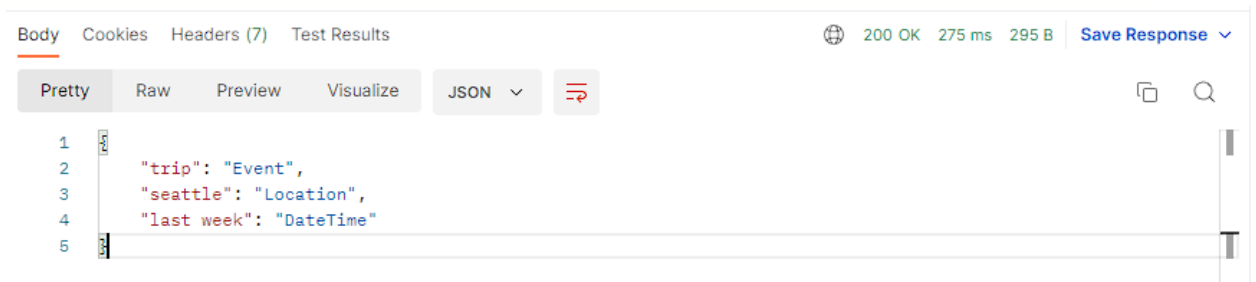 Body Cookies Headers (7) Test Results 200 OK 275 ms 295 B Save Response
Pretty Raw Preview Visualize JSON
1 {
2 "trip": "Event",
3 "seattle": "Location",
4 "last week": "DateTime"
5 }